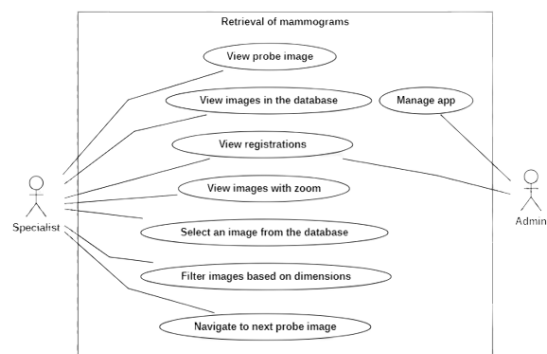 Retrieval of mammograms
View probe image
View images in the database
Manage app
View registrations
View images with zoom
Specialist
Admin
Select an image from the database
Filter images based on dimensions
Navigate to next probe image